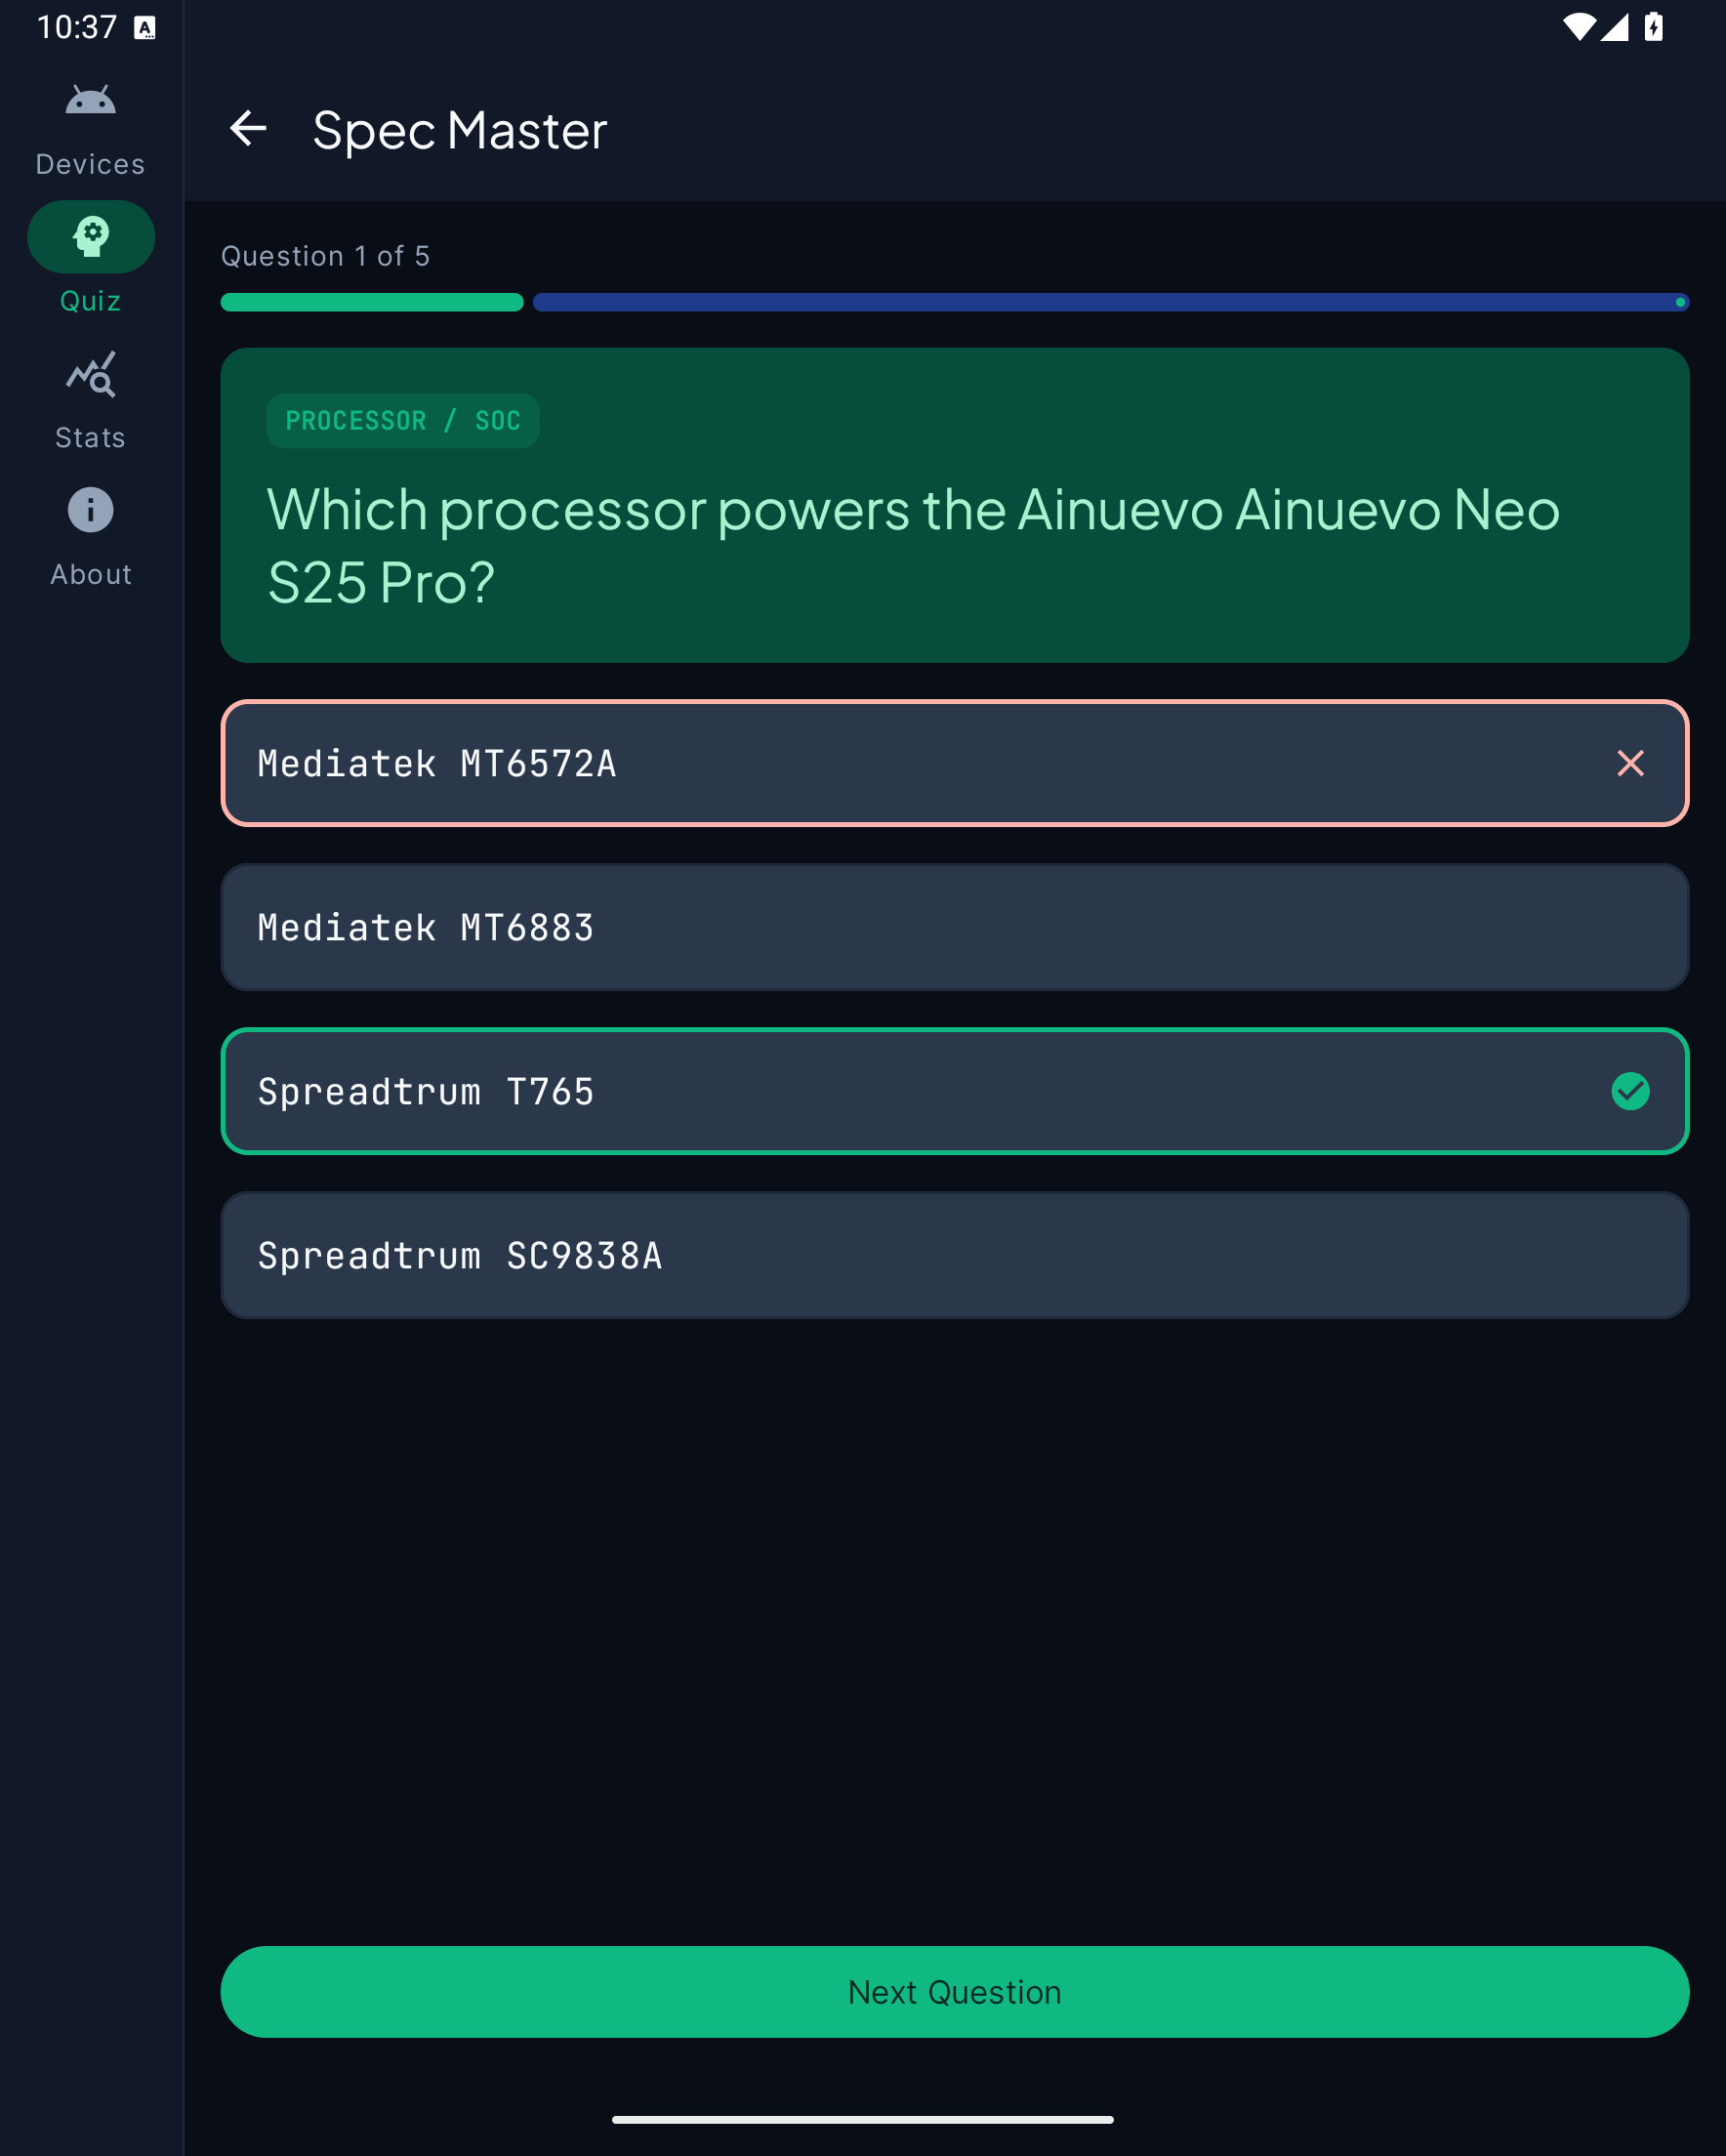 10:37
Devices
Quiz
Stats
About
Spec Master
Question 1 of 5
PROCESSOR / SOC
Which processor powers the Ainuevo Ainuevo Neo
S25 Pro?
Mediatek MT6572A
Mediatek MT6883
Spreadtrum T765
Spreadtrum SC9838A
Next Question